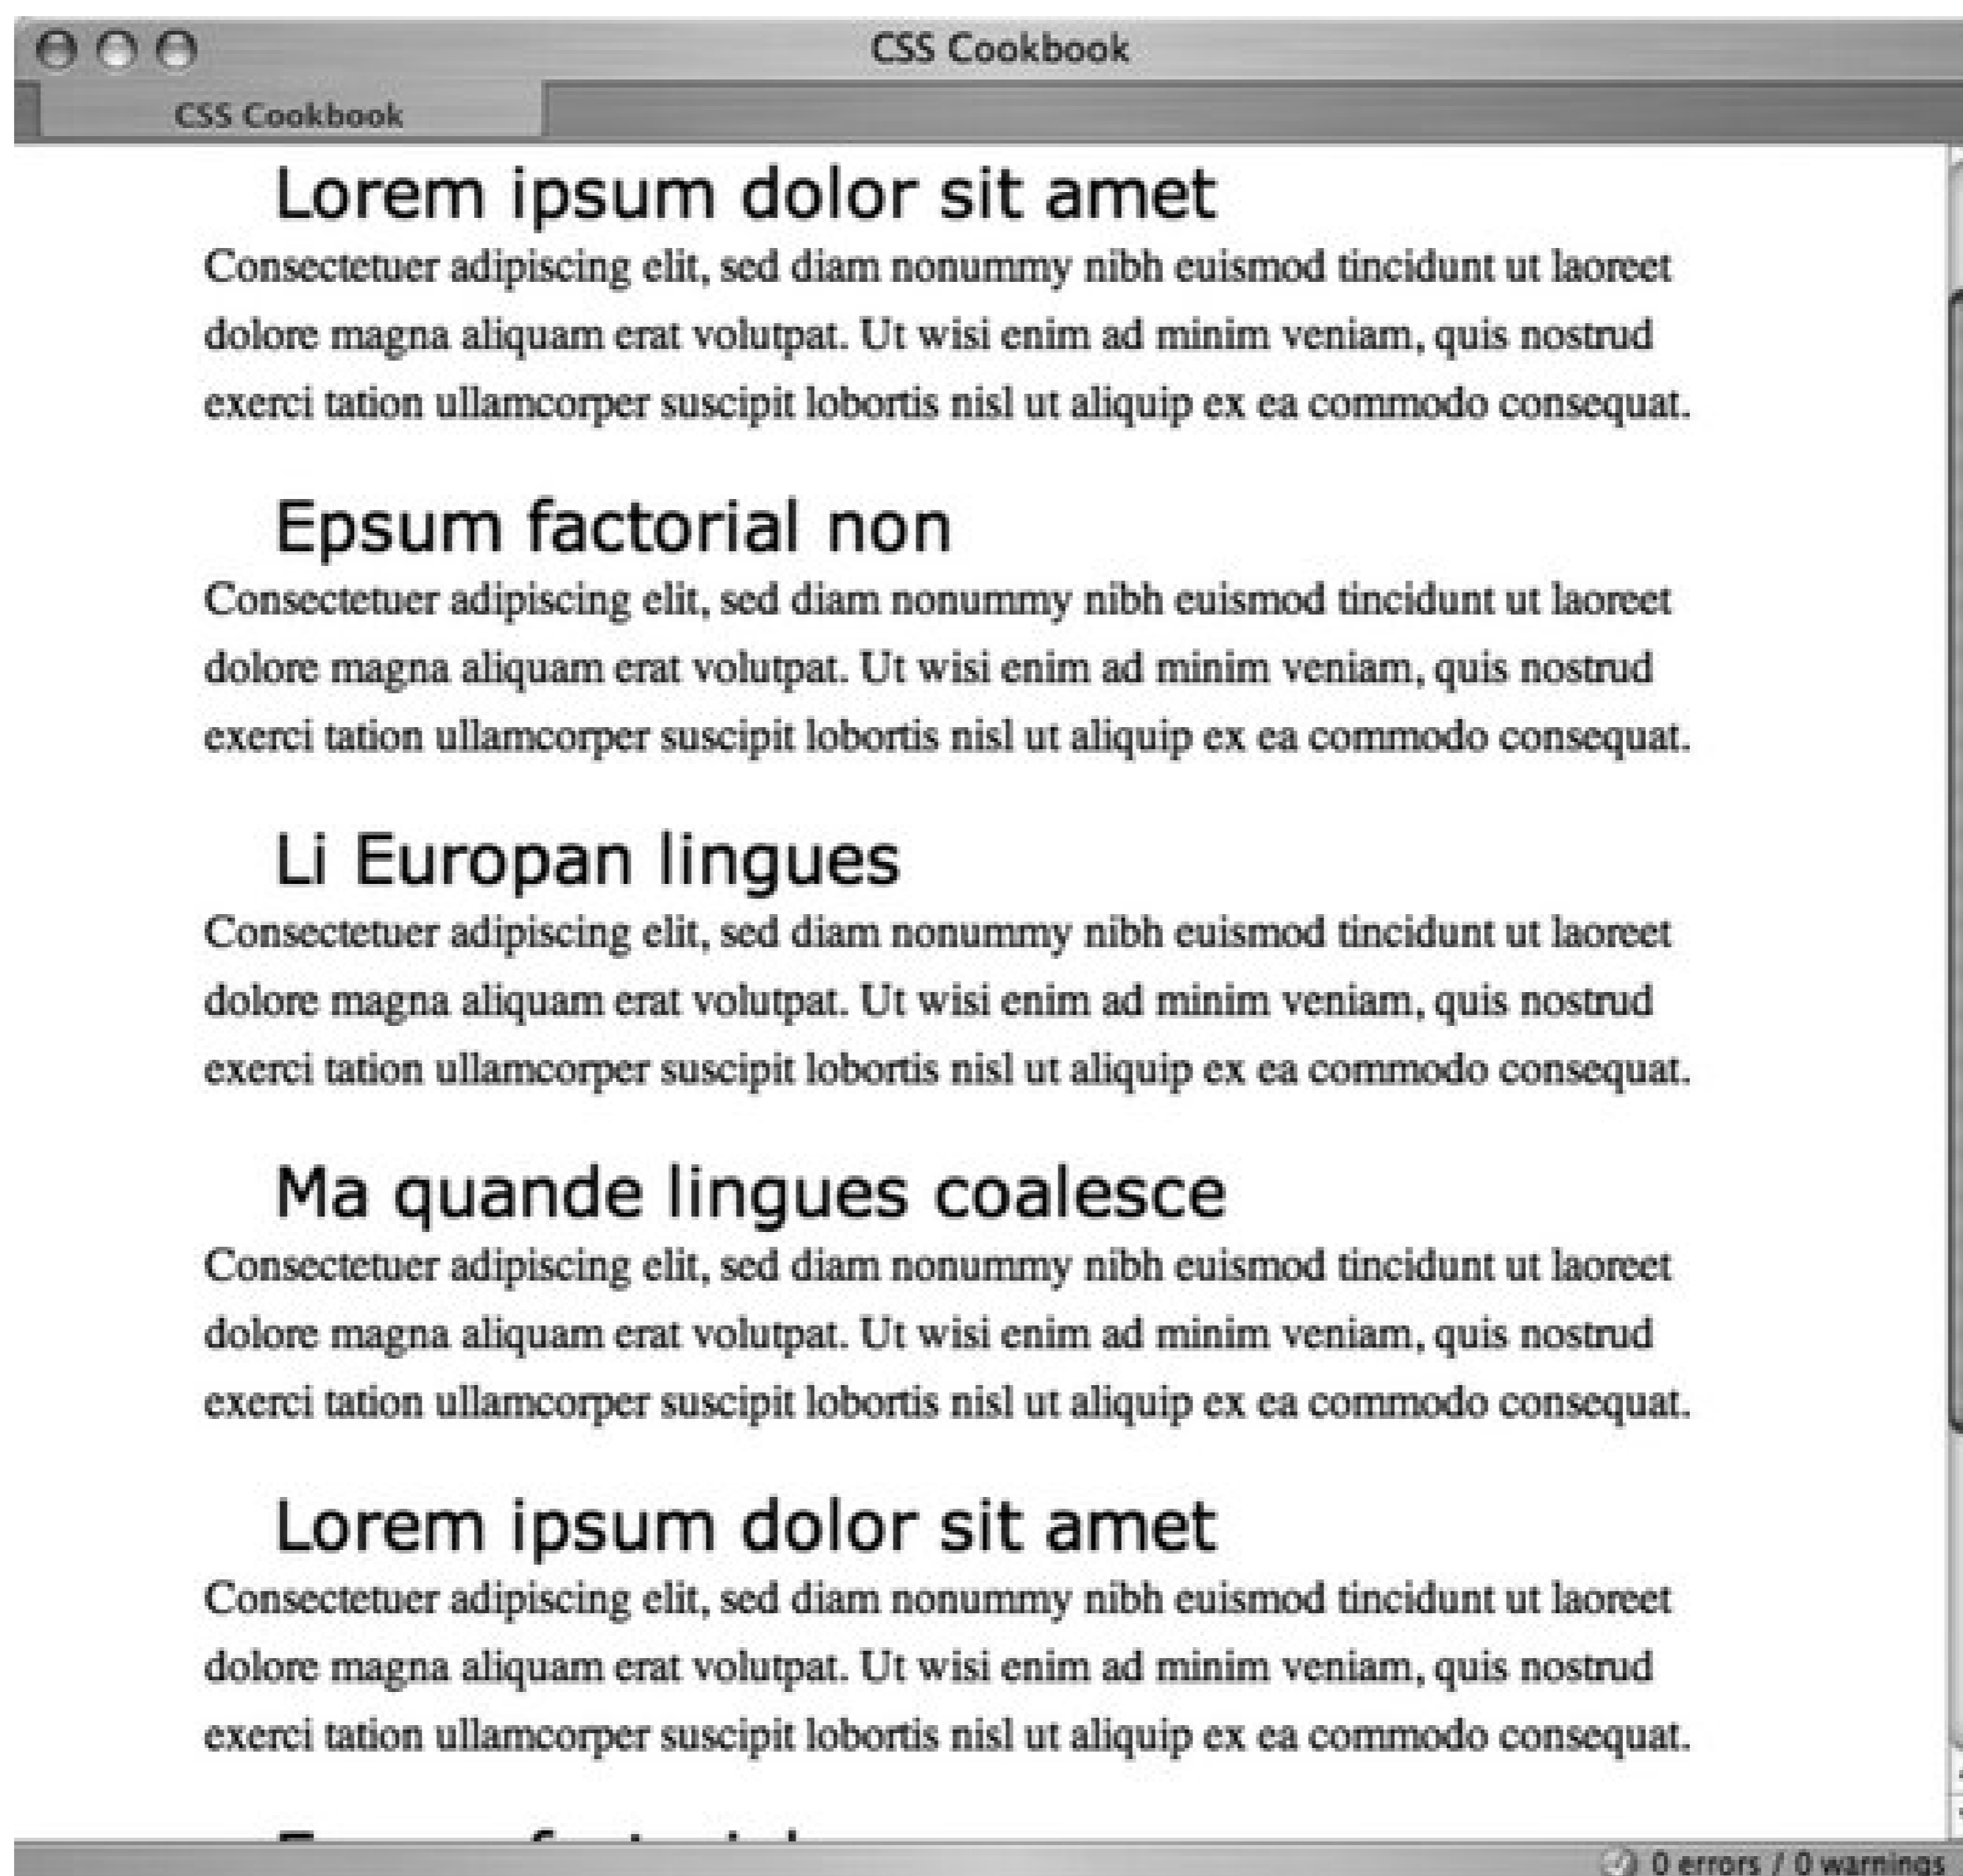 CSS Cookbook
CSS Cookbook
Lorem ipsum dolor sit amet
Consectetuer adipiscing elit, sed diam nonummy nibh euismod tincidunt ut laoreet
dolore magna aliquam erat volutpat. Ut wisi enim ad minim veniam, quis nostrud
exerci tation ullamcorper suscipit lobortis nisl ut aliquip ex ea commodo consequat.
Epsum factorial non
Consectetuer adipiscing elit, sed diam nonummy nibh euismod tincidunt ut laoreet
dolore magna aliquam erat volutpat. Ut wisi enim ad minim veniam, quis nostrud
exerci tation ullamcorper suscipit lobortis nisl ut aliquip ex ea commodo consequat.
Li Europan lingues
Consectetuer adipiscing elit, sed diam nonummy nibh euismod tincidunt ut laoreet
dolore magna aliquam erat volutpat. Ut wisi enim ad minim veniam, quis nostrud
exerci tation ullamcorper suscipit lobortis nisl ut aliquip ex ea commodo consequat.
Ma quande lingues coalesce
Consectetuer adipiscing elit, sed diam nonummy nibh euismod tincidunt ut laoreet
dolore magna aliquam erat volutpat. Ut wisi enim ad minim veniam, quis nostrud
exerci tation ullamcorper suscipit lobortis nisl ut aliquip ex ea commodo consequat.
Lorem ipsum dolor sit amet
Consectetuer adipiscing elit, sed diam nonummy nibh euismod tincidunt ut laoreet
dolore magna aliquam erat volutpat. Ut wisi enim ad minim veniam, quis nostrud
exerci tation ullamcorper suscipit lobortis nisl ut aliquip ex ea commodo consequat.
0 errors / 0 warnings